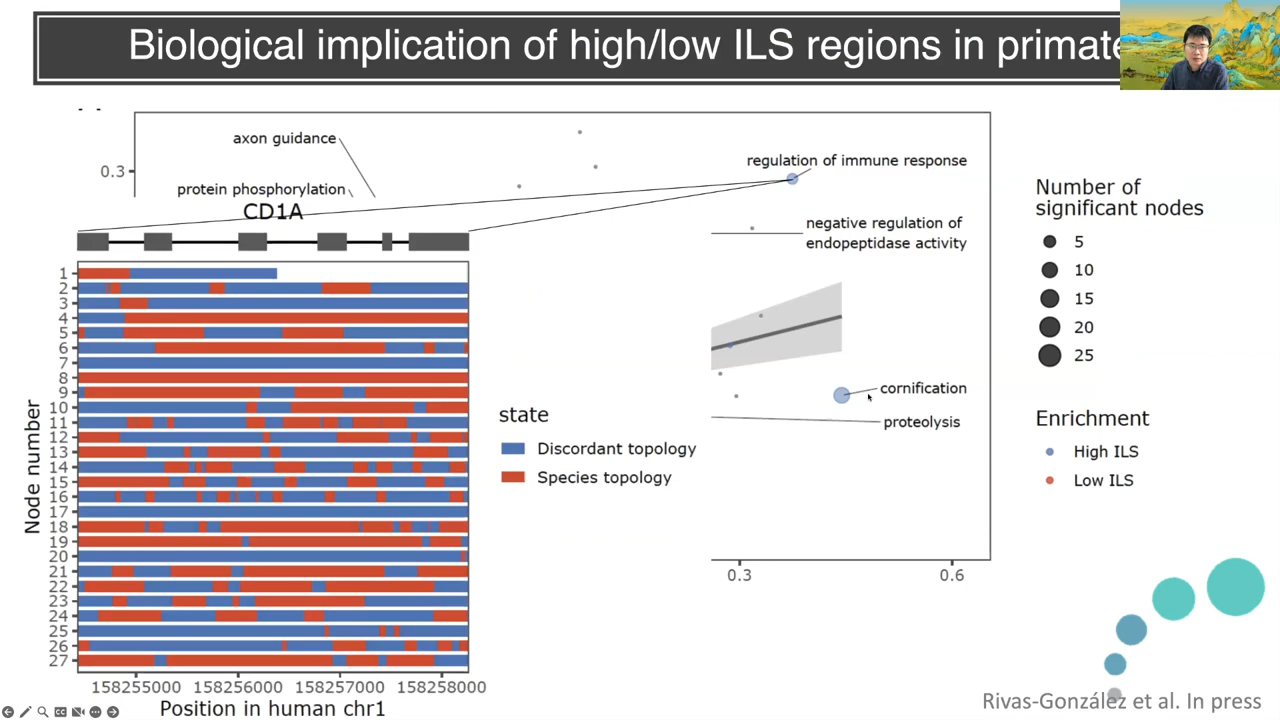 Biological implication of high/low ILS regions in primate
axon guidance
0.3
protein phosphorylation
CD1A
regulation of immune response
negative regulation of
endopeptidase activity
cornification
proteolysis
0.3 0.6
Number of
significant nodes
5
10
15
20
25
Enrichment
High ILS
Low ILS
state
Discordant topology
Species topology
Node number
1
2
3
4
5
6
7
8
9
10
11
12
13
14
15
16
17
18
19
20
21
22
23
24
25
26
27
158255000 158256000 158257000 158258000
Position in human chr1
Rivas-González et al. In press